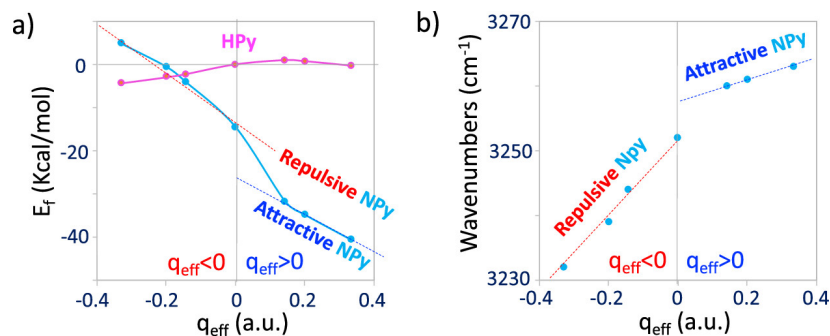 a)
HPy
0
-20
-40
E_f (Kcal/mol)
Repulsive NPy
Attractive NPy
q_eff<0 q_eff>0
-0.4 -0.2 0 0.2 0.4
q_eff (a.u.)
b)
3270
3250
3230
Wavenumbers (cm⁻¹)
Attractive NPy
Repulsive Npy
q_eff<0 q_eff>0
-0.4 -0.2 0 0.2 0.4
q_eff (a.u.)